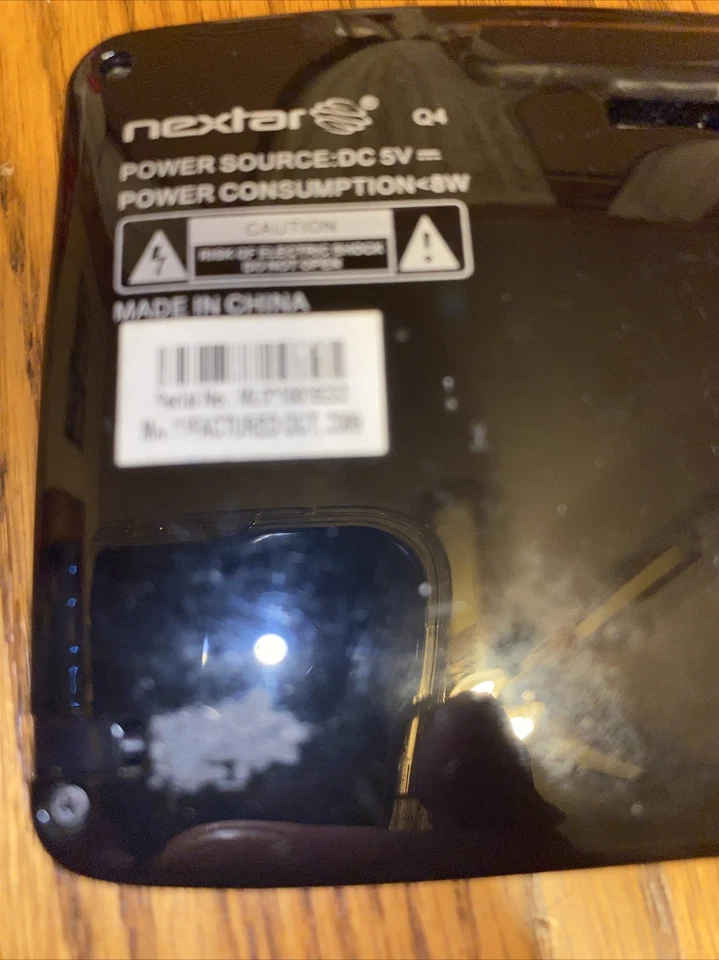 nextar® Q4
POWER SOURCE:DC 5V
POWER CONSUMPTION<8W
CAUTION
RISK OF ELECTRIC SHOCK
DO NOT OPEN
MADE IN CHINA
Serial No.
OCT.